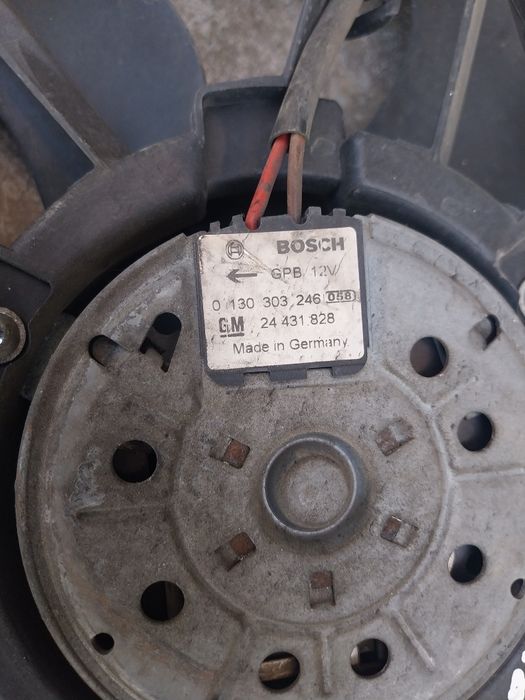 BOSCH
GPB 12V
0 130 303 246 058
GM 24 431 828
Made in Germany